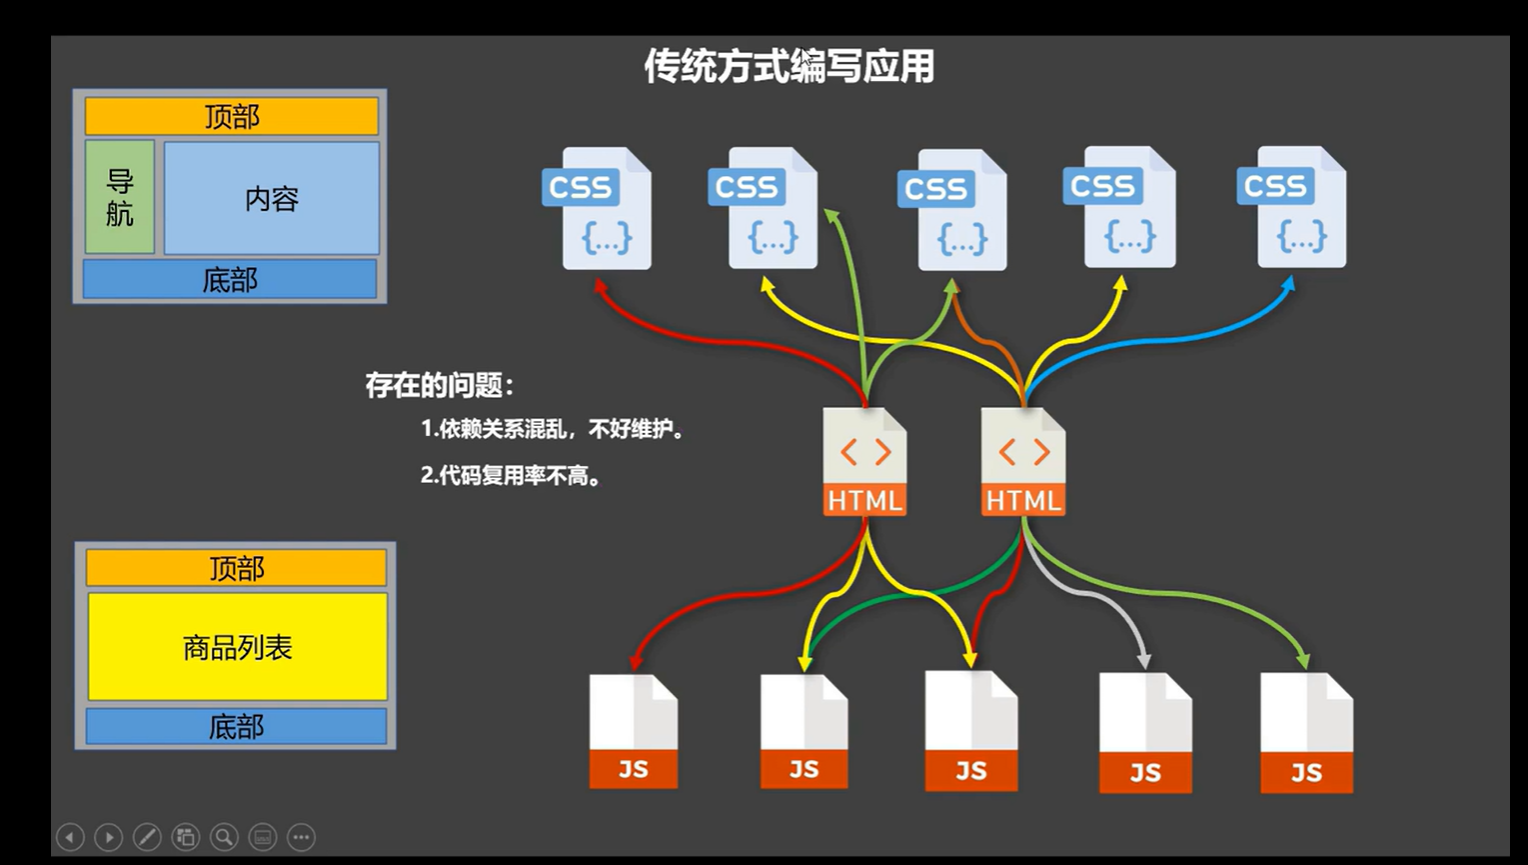 传统方式编写应用
顶部
导
航
内容
底部
CSS
{...}
CSS
{...}
CSS
{...}
CSS
{...}
CSS
{...}
存在的问题：
1.依赖关系混乱，不好维护。
2.代码复用率不高。
< >
HTML
< >
HTML
顶部
商品列表
底部
JS
JS
JS
JS
JS